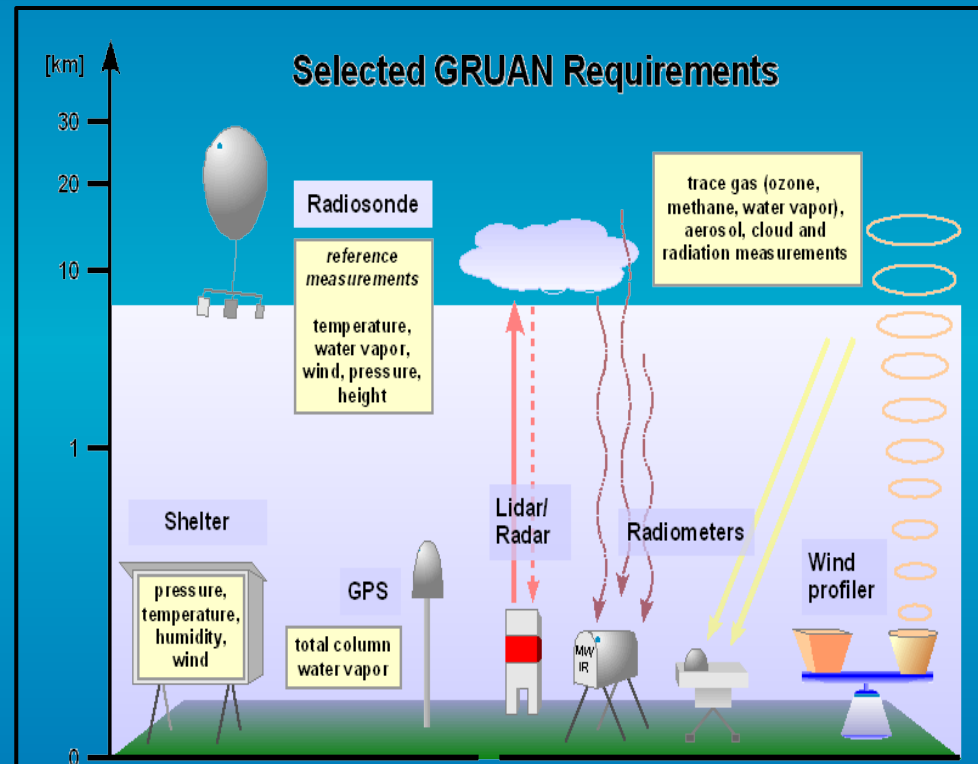 Selected GRUAN Requirements
[km]
30
20
10
1
0
Radiosonde
reference
measurements
temperature,
water vapor,
wind, pressure,
height
trace gas (ozone,
methane, water vapor),
aerosol, cloud and
radiation measurements
Shelter
pressure,
temperature,
humidity,
wind
GPS
total column
water vapor
Lidar/
Radar
MW
IR
Radiometers
Wind
profiler